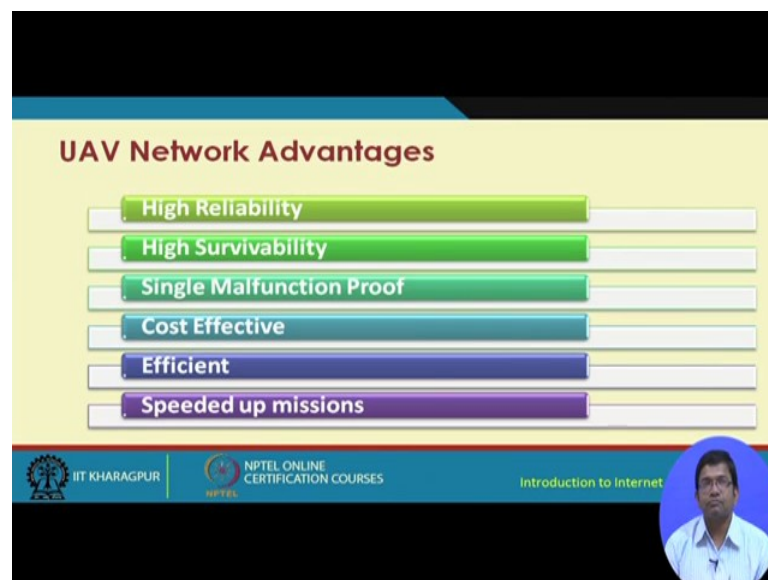 UAV Network Advantages
High Reliability
High Survivability
Single Malfunction Proof
Cost Effective
Efficient
Speeded up missions
IIT KHARAGPUR
NPTEL
NPTEL ONLINE
CERTIFICATION COURSES
Introduction to Internet